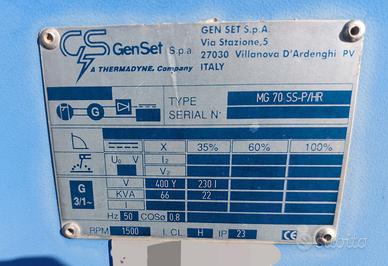 GS GenSet S.p.a.
A THERMADYNE. Company
GEN SET S.p.A.
Via Stazione,5
27030 Villanova D'Ardenghi PV
ITALY
G
TYPE MG 70 SS-P/HR
SERIAL N°
X 35% 60% 100%
U₀ V I₂
V₂
G
3/1~
V 400 Y 230 I
KVA 66 22
I
Hz 50 COSø 0,8
RPM 1500 I CL H IP 23 CE
subito